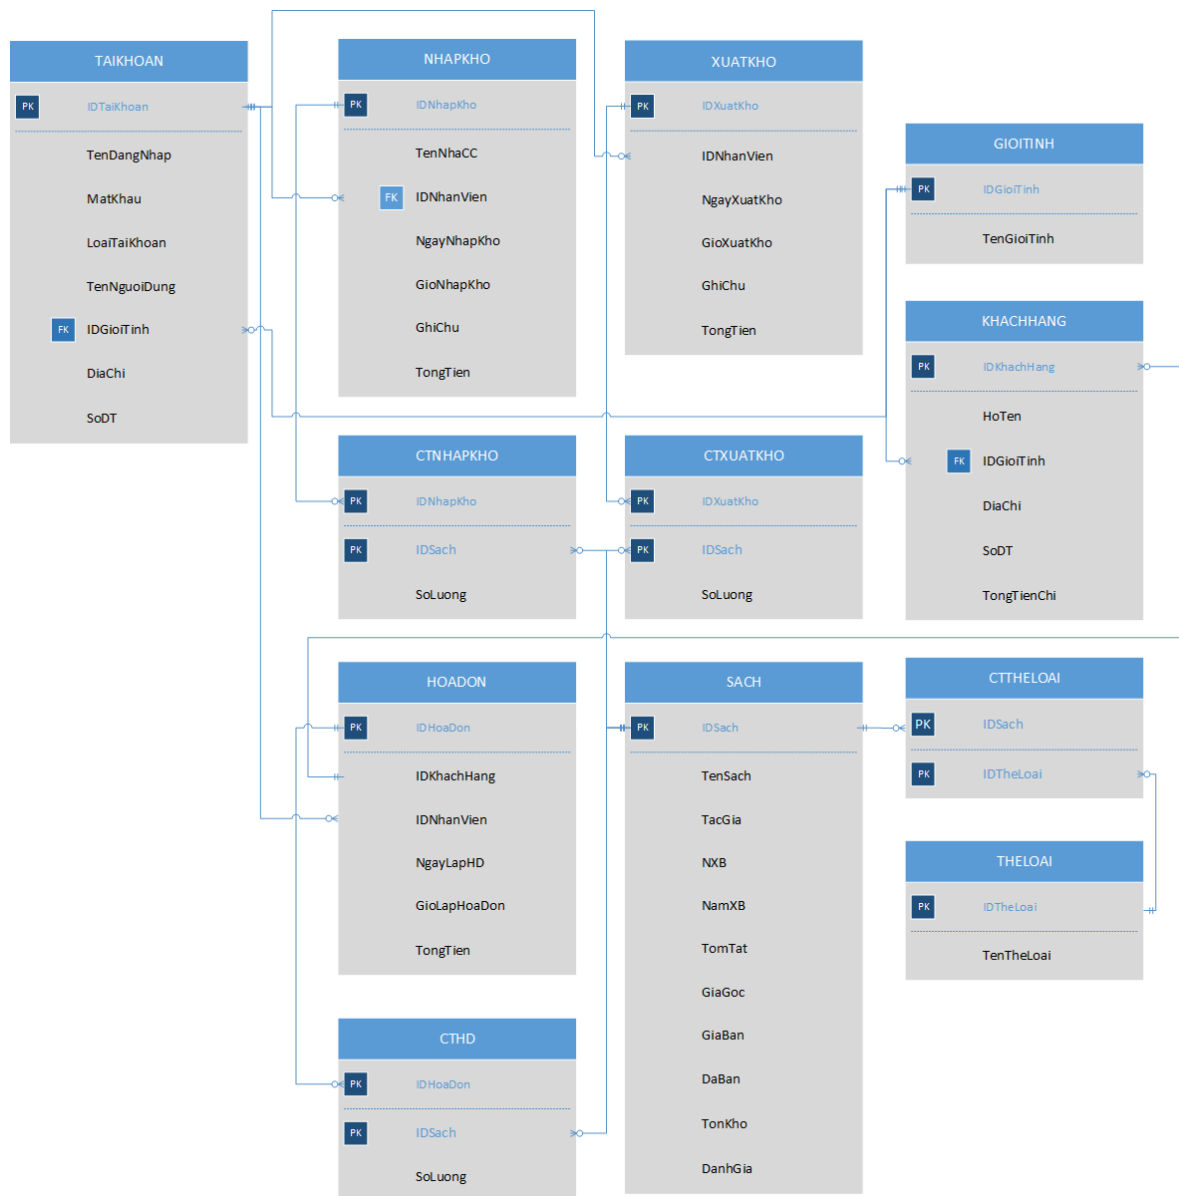 TAIKHOAN
PK IDTaiKhoan
TenDangNhap
MatKhau
LoaiTaiKhoan
TenNguoiDung
FK IDGioiTinh
DiaChi
SoDT
NHAPKHO
PK IDNhapKho
TenNhaCC
FK IDNhanVien
NgayNhapKho
GioNhapKho
GhiChu
TongTien
XUATKHO
PK IDXuatKho
IDNhanVien
NgayXuatKho
GioXuatKho
GhiChu
TongTien
GIOITINH
PK IDGioiTinh
TenGioiTinh
KHACHHANG
PK IDKhachHang
HoTen
FK IDGioiTinh
DiaChi
SoDT
TongTienChi
CTNHAPKHO
PK IDNhapKho
PK IDSach
SoLuong
CTXUATKHO
PK IDXuatKho
PK IDSach
SoLuong
HOADON
PK IDHoaDon
IDKhachHang
IDNhanVien
NgayLapHD
GioLapHoaDon
TongTien
SACH
PK IDSach
TenSach
TacGia
NXB
NamXB
TomTat
GiaGoc
GiaBan
DaBan
TonKho
DanhGia
CTTHELOAI
PK IDSach
PK IDTheLoai
THELOAI
PK IDTheLoai
TenTheLoai
CTHD
PK IDHoaDon
PK IDSach
SoLuong